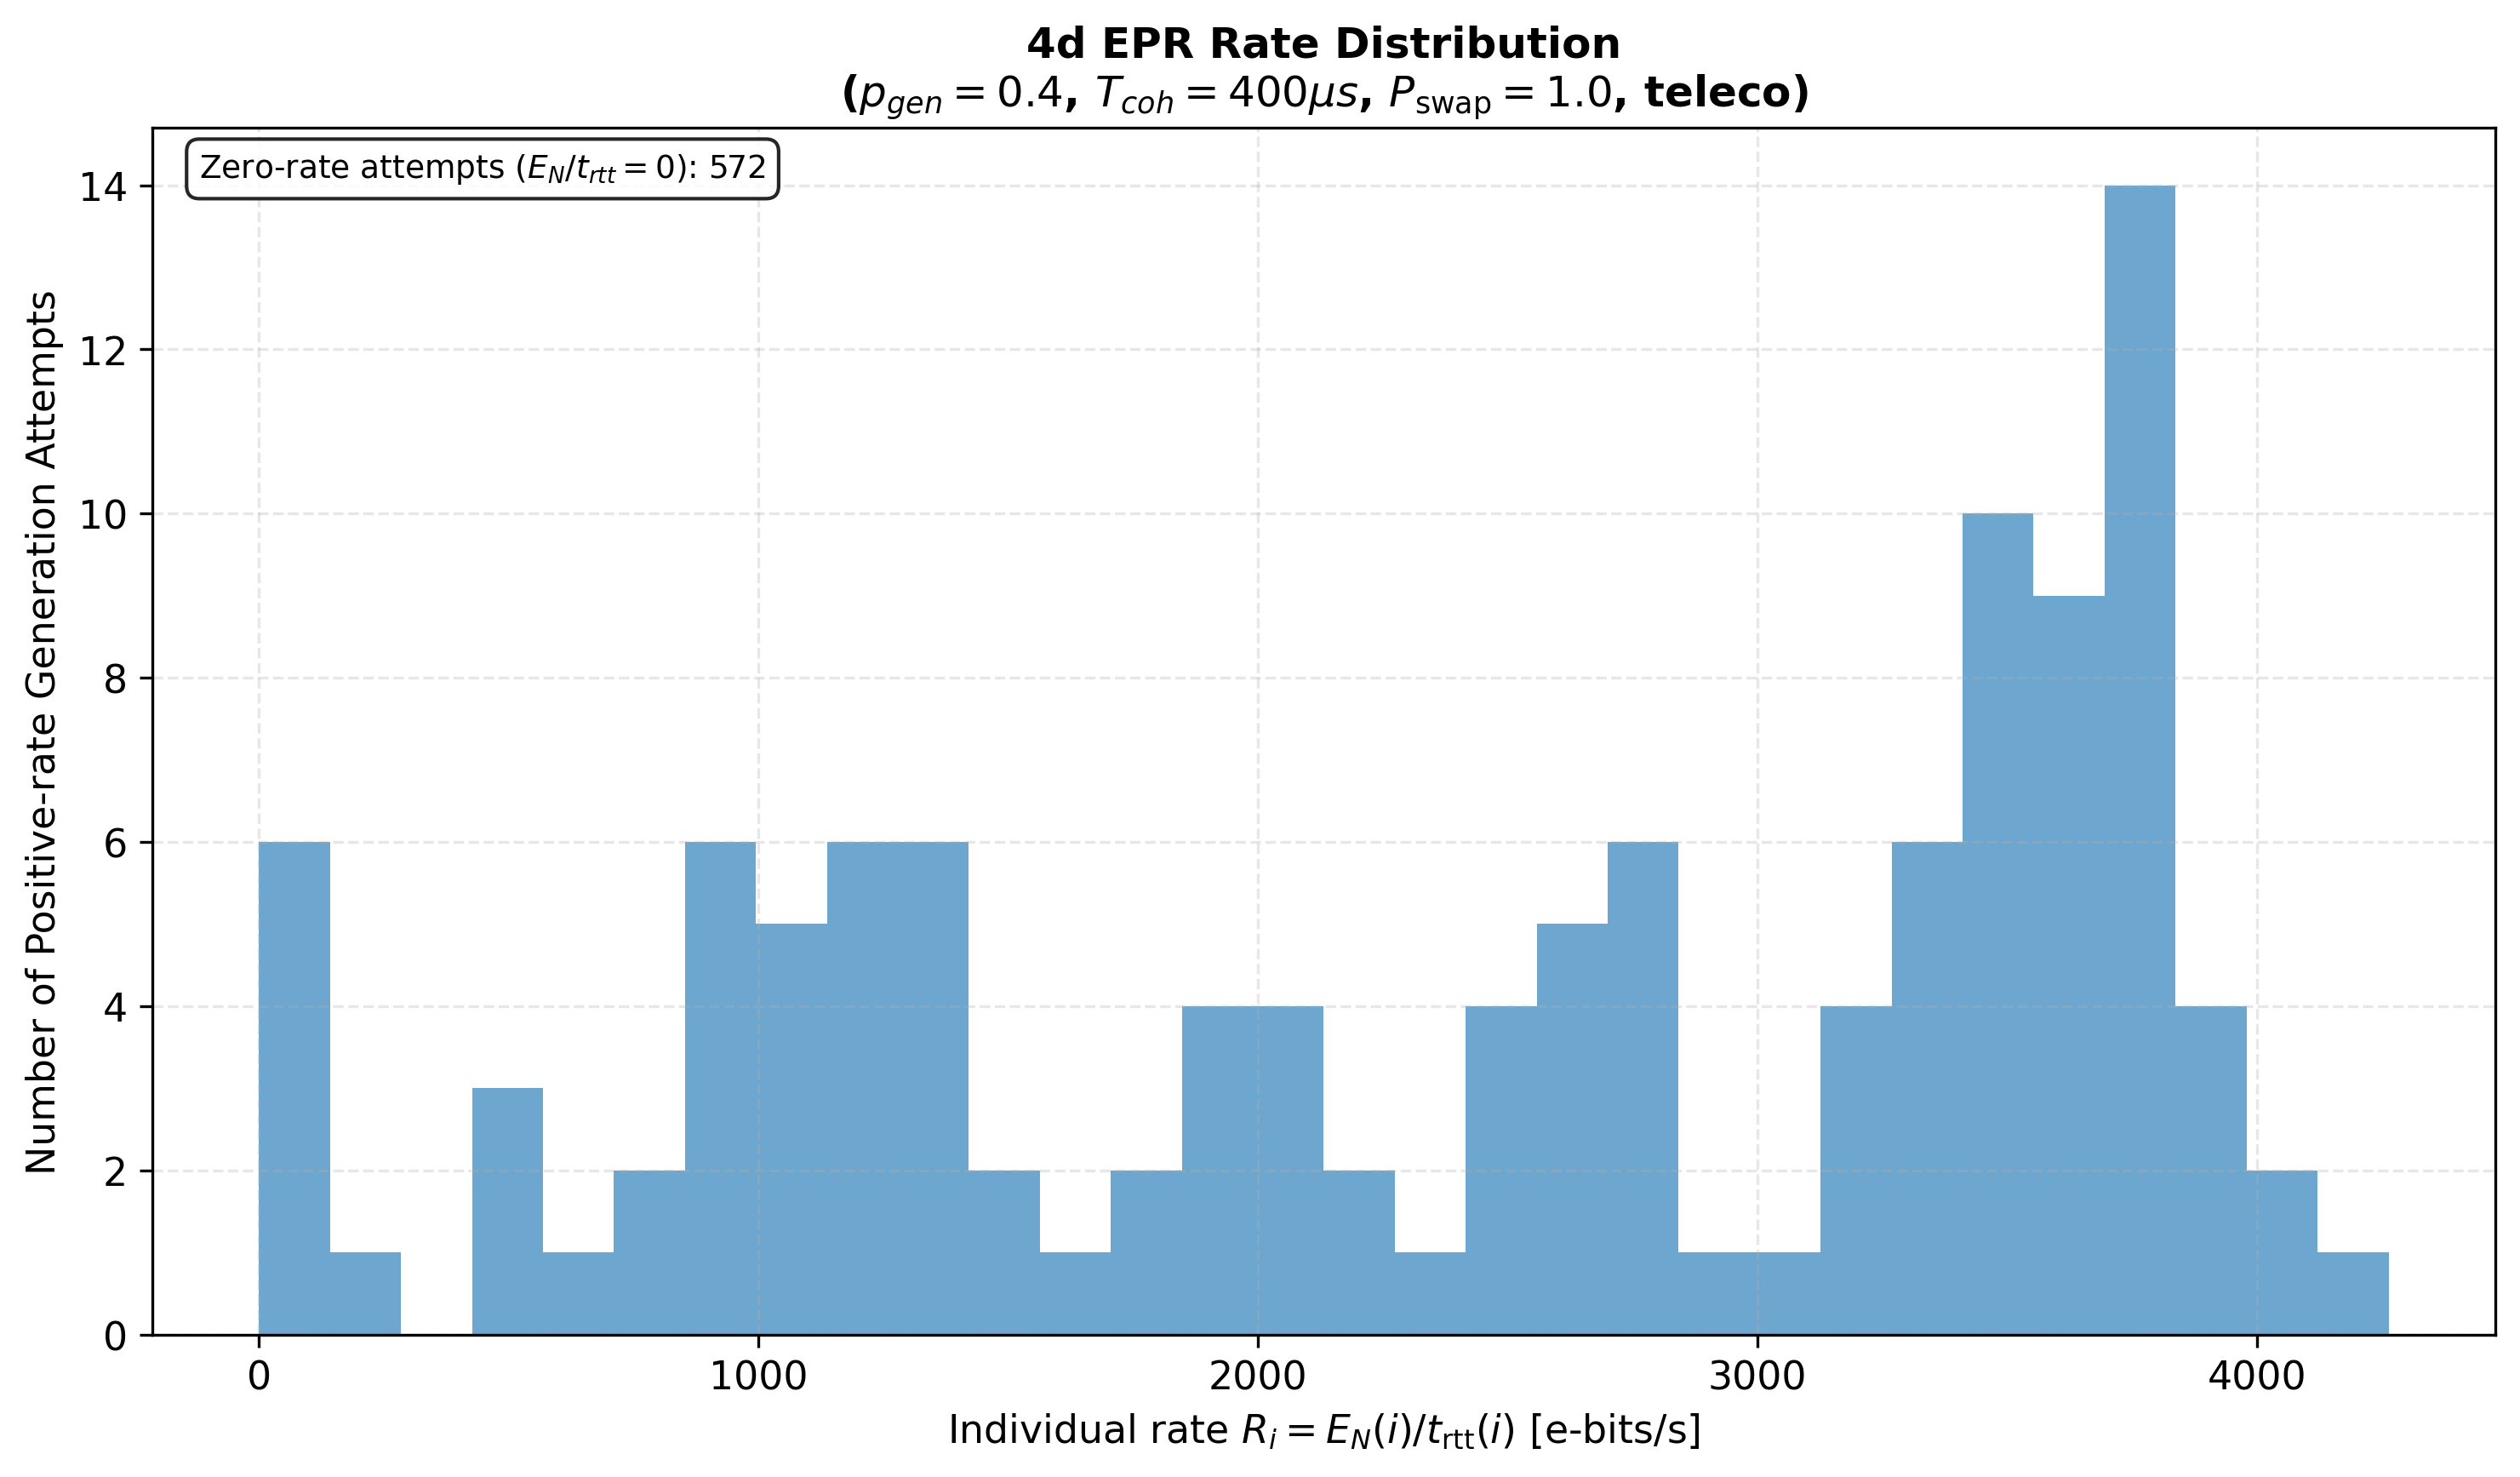 4d EPR Rate Distribution
(p_gen = 0.4, T_coh = 400μs, P_swap = 1.0, teleco)
Zero-rate attempts (E_N/t_rtt = 0): 572
Number of Positive-rate Generation Attempts
14
12
10
8
6
4
2
0
0 1000 2000 3000 4000
Individual rate R_i = E_N(i)/t_rtt(i) [e-bits/s]